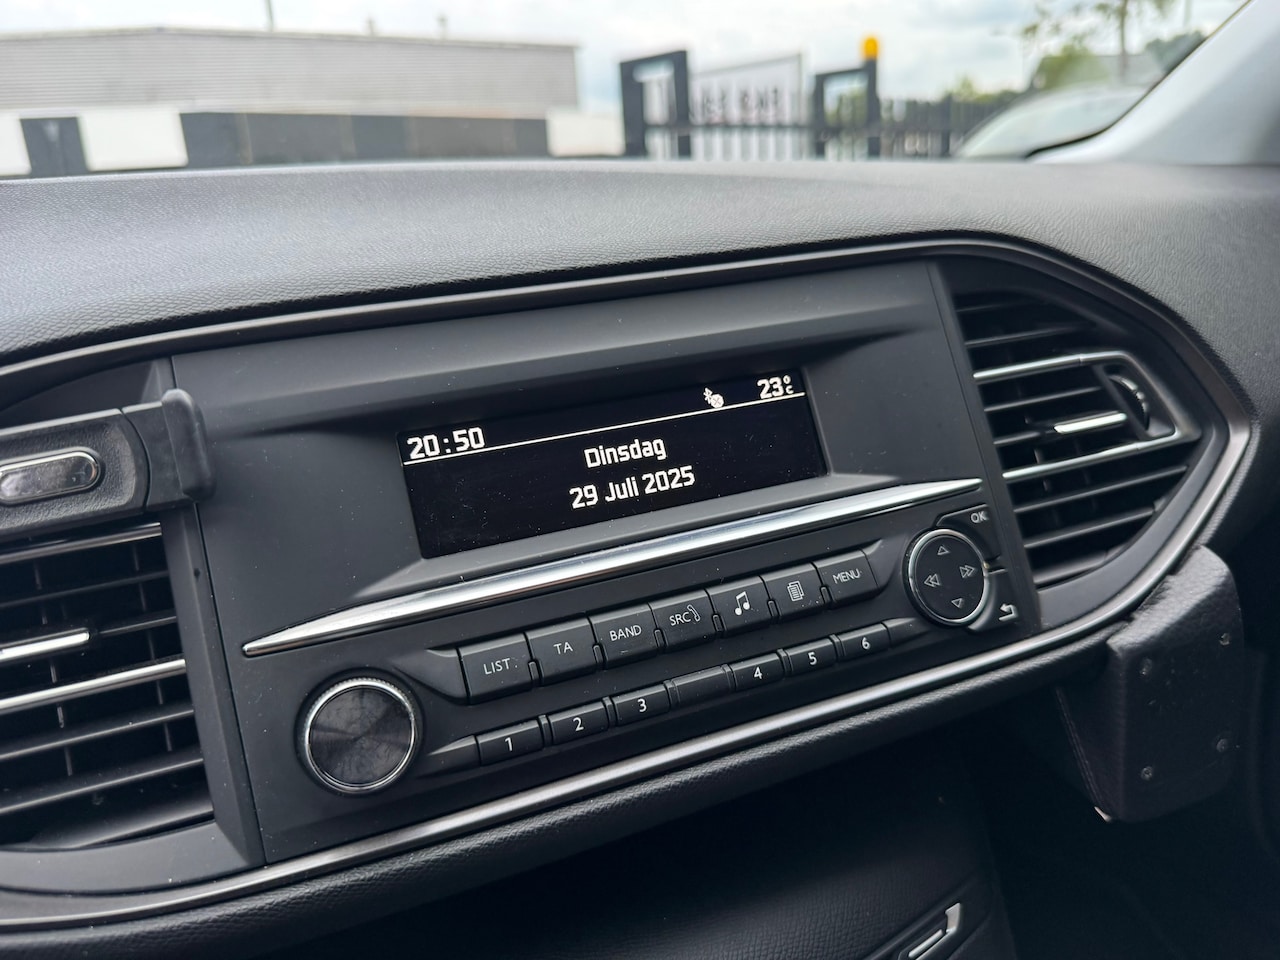 20:50
23°C
Dinsdag
29 Juli 2025
OK
LIST
TA
BAND
SRC
MENU
1
2
3
4
5
6